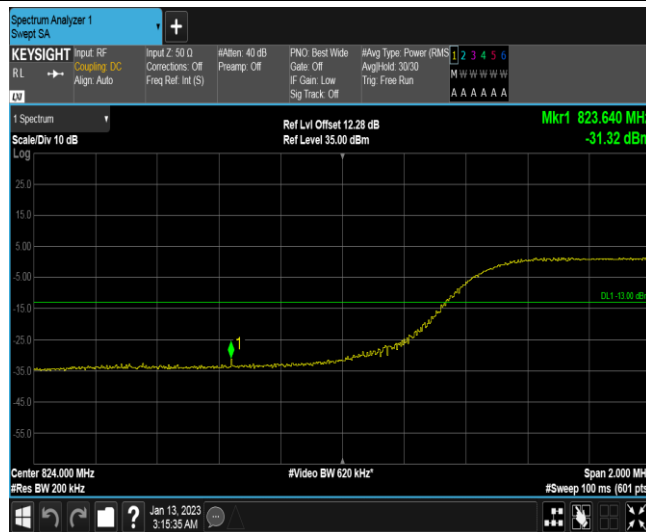 Spectrum Analyzer 1
Swept SA
KEYSIGHT
RL
LXI
Input: RF
Coupling: DC
Align: Auto
Input Z: 50 Ω
Corrections: Off
Freq Ref: Int (S)
#Atten: 40 dB
Preamp: Off
PNO: Best Wide
Gate: Off
IF Gain: Low
Sig Track: Off
#Avg Type: Power (RMS
Avg|Hold: 30/30
Trig: Free Run
1 2 3 4 5 6
M W W W W W
A A A A A A
1 Spectrum
Scale/Div 10 dB
Log
Ref Lvl Offset 12.28 dB
Ref Level 35.00 dBm
Mkr1 823.640 MHz
-31.32 dBm
25.0
15.0
5.00
-5.00
DL1 -13.00 dBm
-15.0
1
-25.0
-35.0
-45.0
-55.0
Center 824.000 MHz
#Res BW 200 kHz
#Video BW 620 kHz*
Span 2.000 MHz
#Sweep 100 ms (601 pts)
?
Jan 13, 2023
3:15:35 AM